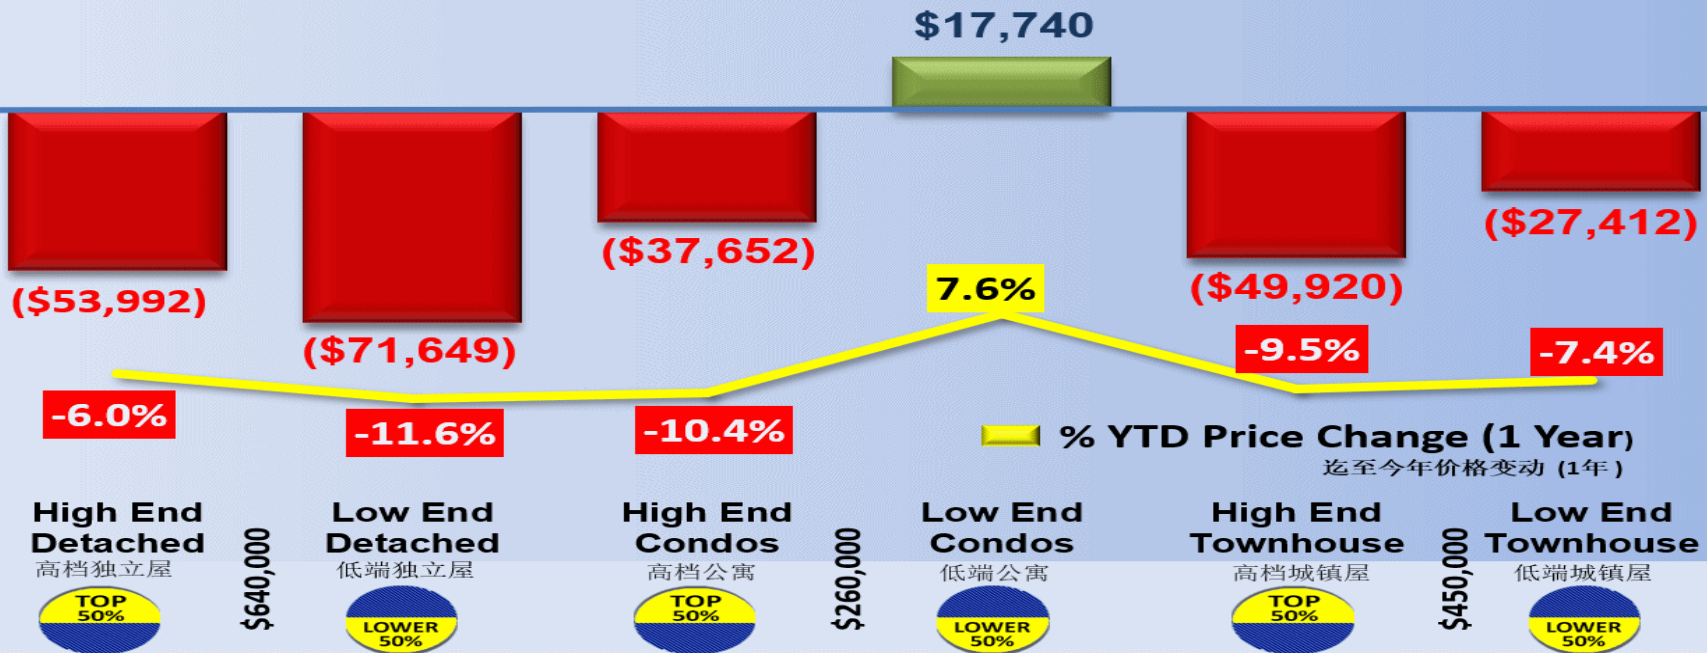 $17,740
($53,992)
($71,649)
($37,652)
($49,920)
($27,412)
-6.0%
-11.6%
-10.4%
7.6%
-9.5%
-7.4%
% YTD Price Change (1 Year)
迄至今年价格变动 (1年)
High End
Detached
高档独立屋
TOP
50%
$640,000
Low End
Detached
低端独立屋
LOWER
50%
High End
Condos
高档公寓
TOP
50%
$260,000
Low End
Condos
低端公寓
LOWER
50%
High End
Townhouse
高档城镇屋
TOP
50%
$450,000
Low End
Townhouse
低端城镇屋
LOWER
50%